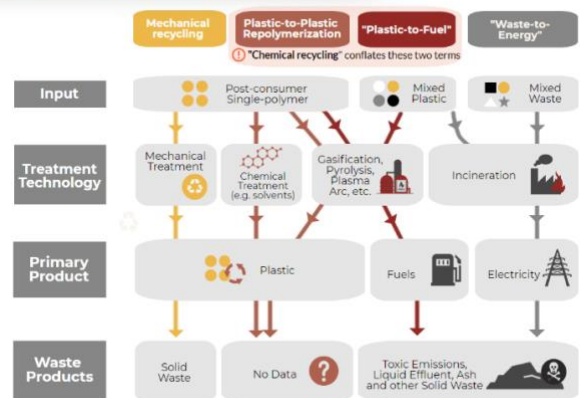 Mechanical
recycling
Plastic-to-Plastic
Repolymerization
"Plastic-to-Fuel"
"Waste-to-
Energy"
! "Chemical recycling" conflates these two terms
Input
Post-consumer
Single-polymer
Mixed
Plastic
Mixed
Waste
Treatment
Technology
Mechanical
Treatment
Chemical
Treatment
(e.g. solvents)
Gasification,
Pyrolysis,
Plasma
Arc, etc.
Incineration
Primary
Product
Plastic
Fuels
Electricity
Waste
Products
Solid
Waste
No Data
?
Toxic Emissions,
Liquid Effluent, Ash
and other Solid Waste